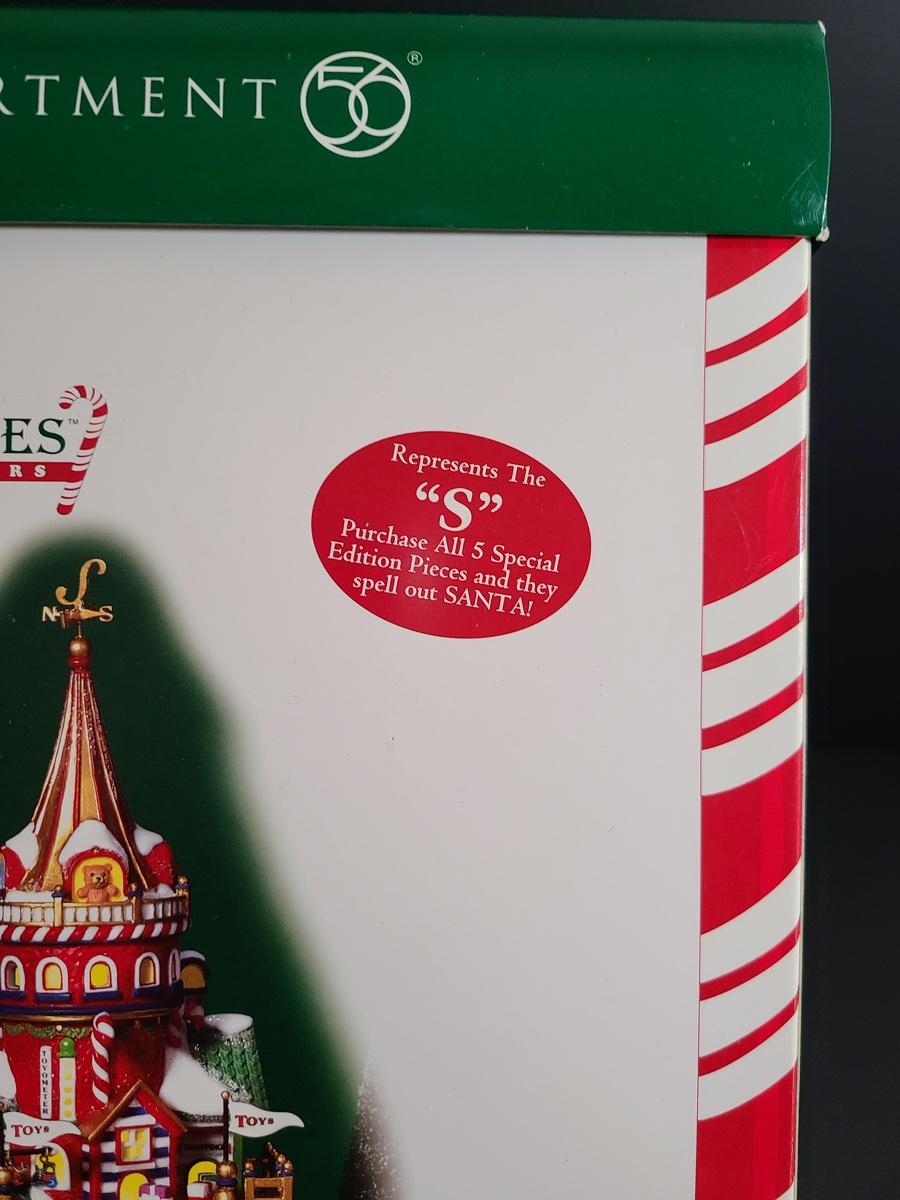 RTMENT 56®
ES™
RS
Represents The
"S"
Purchase All 5 Special
Edition Pieces and they
spell out SANTA!
S
N S
TOYOMETER
TOYS
TOYS